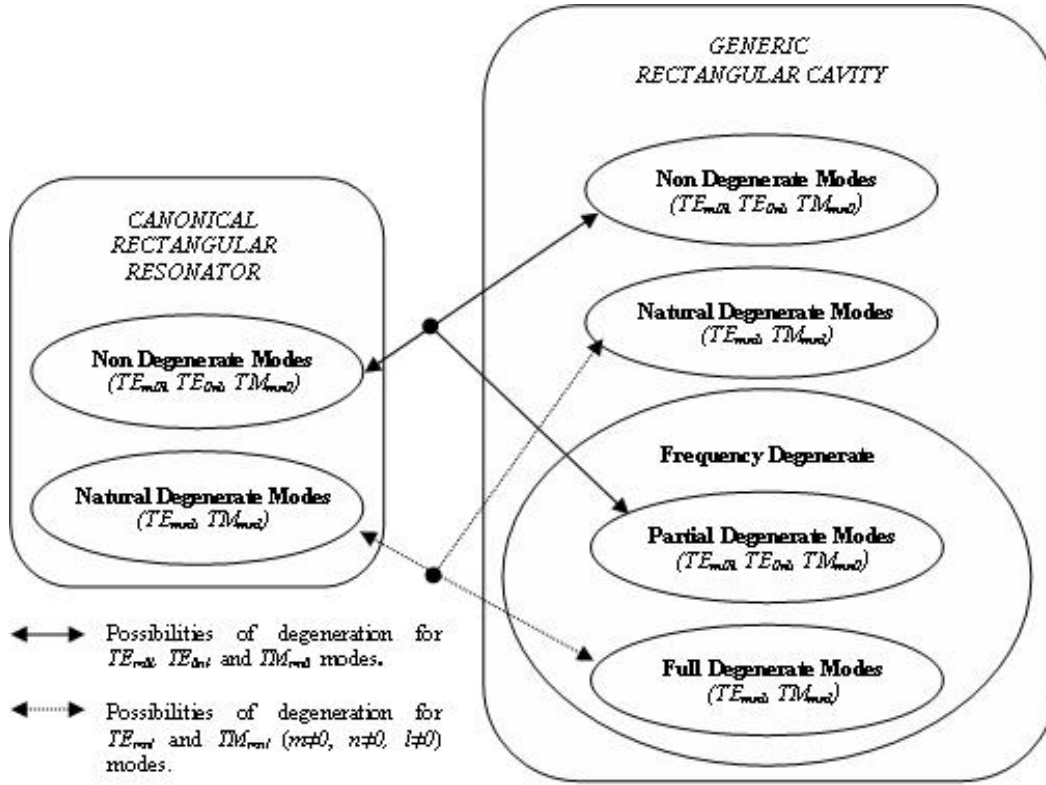 GENERIC
RECTANGULAR CAVITY
Non Degenerate Modes
(TEm0l, TE0nl, TMmn0)
CANONICAL
RECTANGULAR
RESONATOR
Natural Degenerate Modes
(TEmnl, TMmnl)
Non Degenerate Modes
(TEm0l, TE0nl, TMmn0)
Frequency Degenerate
Natural Degenerate Modes
(TEmnl, TMmnl)
Partial Degenerate Modes
(TEm0l, TE0nl, TMmn0)
Possibilities of degeneration for
TEm0l, TE0nl and TMmn0 modes.
Full Degenerate Modes
(TEmnl, TMmnl)
Possibilities of degeneration for
TEmnl and TMmnl (m≠0, n≠0, l≠0)
modes.